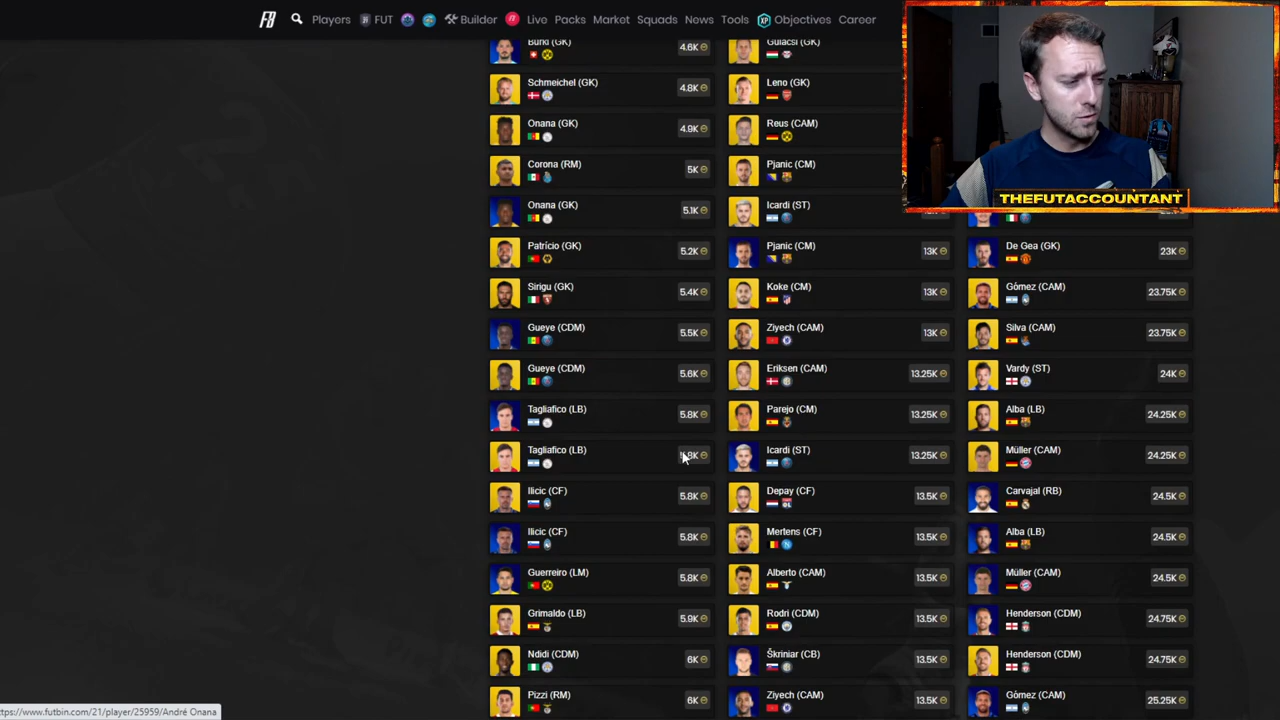 FB Players FUT Builder Live Packs Market Squads News Tools XP Objectives Career
THEFUTACCOUNTANT
Bürki (GK) 4.6K
Schmeichel (GK) 4.8K
Onana (GK) 4.9K
Corona (RM) 5K
Onana (GK) 5.1K
Patrício (GK) 5.2K
Sirigu (GK) 5.4K
Gueye (CDM) 5.5K
Gueye (CDM) 5.6K
Tagliafico (LB) 5.8K
Tagliafico (LB)
Ilicic (CF) 5.8K
Ilicic (CF) 5.8K
Guerreiro (LM) 5.8K
Grimaldo (LB) 5.9K
Ndidi (CDM) 6K
Pizzi (RM) 6K
Gulácsi (GK)
Leno (GK)
Reus (CAM)
Pjanic (CM)
Icardi (ST)
Pjanic (CM) 13K
Koke (CM) 13K
Ziyech (CAM) 13K
Eriksen (CAM) 13.25K
Parejo (CM) 13.25K
Icardi (ST) 13.25K
Depay (CF) 13.5K
Mertens (CF) 13.5K
Alberto (CAM) 13.5K
Rodri (CDM) 13.5K
Škriniar (CB) 13.5K
Ziyech (CAM) 13.5K
De Gea (GK) 23K
Gómez (CAM) 23.75K
Silva (CAM) 23.75K
Vardy (ST) 24K
Alba (LB) 24.25K
Müller (CAM) 24.25K
Carvajal (RB) 24.5K
Alba (LB) 24.5K
Müller (CAM) 24.5K
Henderson (CDM) 24.75K
Henderson (CDM) 24.75K
Gómez (CAM) 25.25K
ttps://www.futbin.com/21/player/25959/André Onana